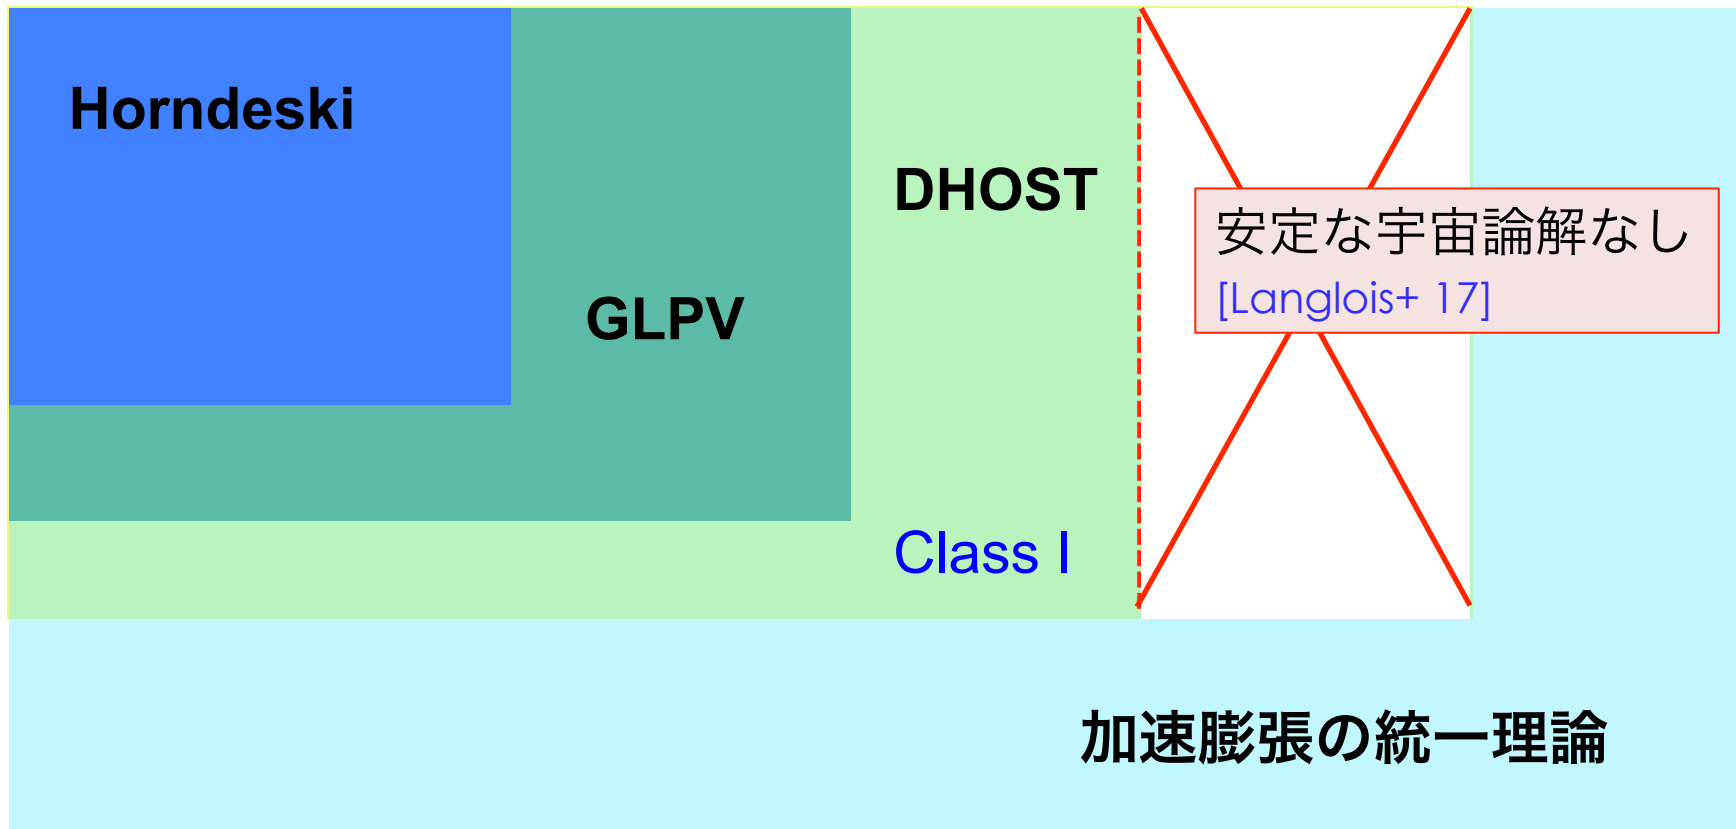 Horndeski
DHOST
安定な宇宙論解なし
[Langlois+ 17]
GLPV
Class I
加速膨張の統一理論